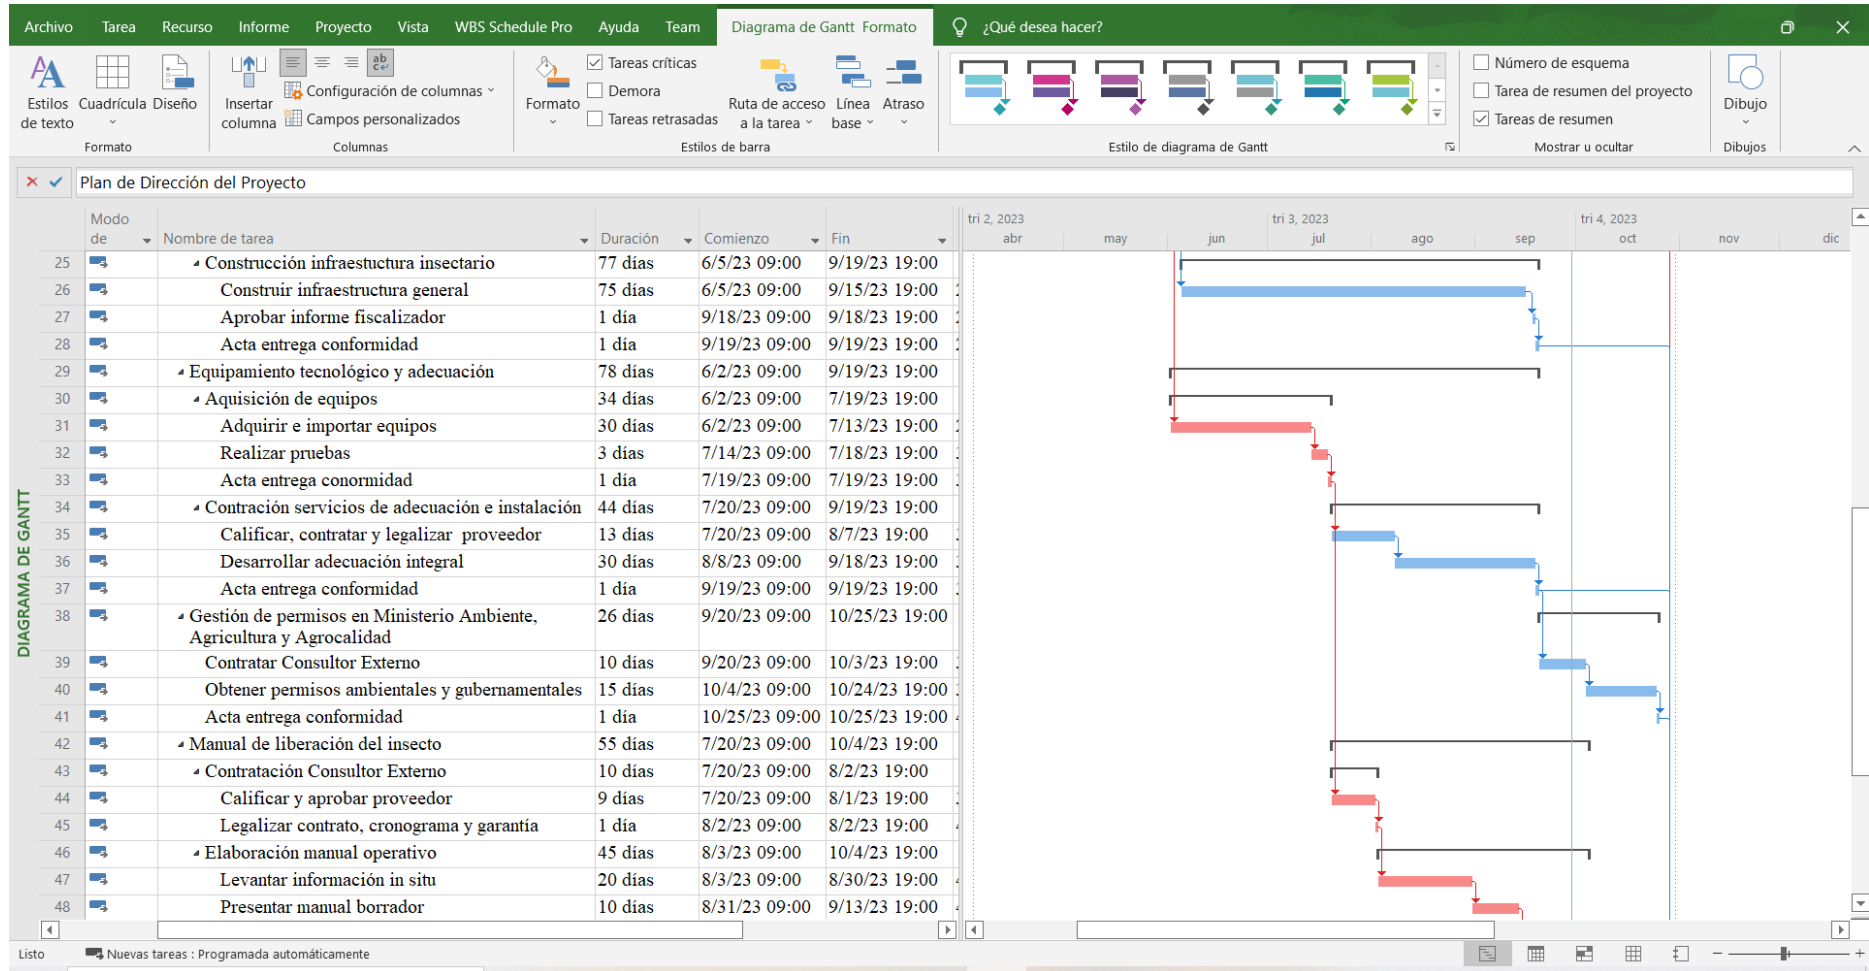 Archivo Tarea Recurso Informe Proyecto Vista WBS Schedule Pro Ayuda Team Diagrama de Gantt Formato ¿Qué desea hacer?
Estilos de texto
Cuadrícula
Diseño
Formato
Insertar columna
Configuración de columnas
Campos personalizados
Columnas
Formato
Tareas críticas
Demora
Tareas retrasadas
Ruta de acceso a la tarea
Línea base
Atraso
Estilos de barra
Estilo de diagrama de Gantt
Número de esquema
Tarea de resumen del proyecto
Tareas de resumen
Mostrar u ocultar
Dibujo
Dibujos
Plan de Dirección del Proyecto
DIAGRAMA DE GANTT
Modo de Nombre de tarea Duración Comienzo Fin
tri 2, 2023 tri 3, 2023 tri 4, 2023
abr may jun jul ago sep oct nov dic
25 Construcción infraestuctura insectario 77 días 6/5/23 09:00 9/19/23 19:00
26 Construir infraestructura general 75 días 6/5/23 09:00 9/15/23 19:00
27 Aprobar informe fiscalizador 1 día 9/18/23 09:00 9/18/23 19:00
28 Acta entrega conformidad 1 día 9/19/23 09:00 9/19/23 19:00
29 Equipamiento tecnológico y adecuación 78 días 6/2/23 09:00 9/19/23 19:00
30 Aquisición de equipos 34 días 6/2/23 09:00 7/19/23 19:00
31 Adquirir e importar equipos 30 días 6/2/23 09:00 7/13/23 19:00
32 Realizar pruebas 3 días 7/14/23 09:00 7/18/23 19:00
33 Acta entrega conormidad 1 día 7/19/23 09:00 7/19/23 19:00
34 Contración servicios de adecuación e instalación 44 días 7/20/23 09:00 9/19/23 19:00
35 Calificar, contratar y legalizar proveedor 13 días 7/20/23 09:00 8/7/23 19:00
36 Desarrollar adecuación integral 30 días 8/8/23 09:00 9/18/23 19:00
37 Acta entrega conformidad 1 día 9/19/23 09:00 9/19/23 19:00
38 Gestión de permisos en Ministerio Ambiente, 26 días 9/20/23 09:00 10/25/23 19:00
Agricultura y Agrocalidad
39 Contratar Consultor Externo 10 días 9/20/23 09:00 10/3/23 19:00
40 Obtener permisos ambientales y gubernamentales 15 días 10/4/23 09:00 10/24/23 19:00
41 Acta entrega conformidad 1 día 10/25/23 09:00 10/25/23 19:00
42 Manual de liberación del insecto 55 días 7/20/23 09:00 10/4/23 19:00
43 Contratación Consultor Externo 10 días 7/20/23 09:00 8/2/23 19:00
44 Calificar y aprobar proveedor 9 días 7/20/23 09:00 8/1/23 19:00
45 Legalizar contrato, cronograma y garantía 1 día 8/2/23 09:00 8/2/23 19:00
46 Elaboración manual operativo 45 días 8/3/23 09:00 10/4/23 19:00
47 Levantar información in situ 20 días 8/3/23 09:00 8/30/23 19:00
48 Presentar manual borrador 10 días 8/31/23 09:00 9/13/23 19:00
Listo Nuevas tareas : Programada automáticamente